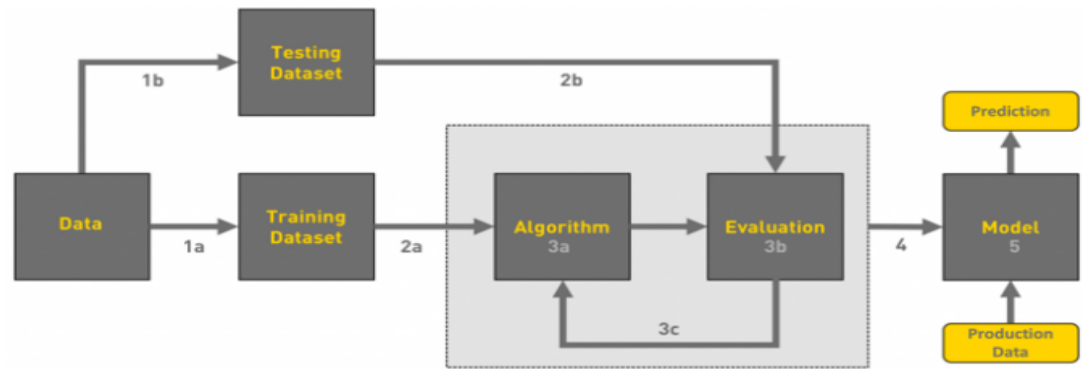 Testing
Dataset
1b
2b
Prediction
Data
1a
Training
Dataset
2a
Algorithm
3a
Evaluation
3b
4
Model
5
3c
Production
Data